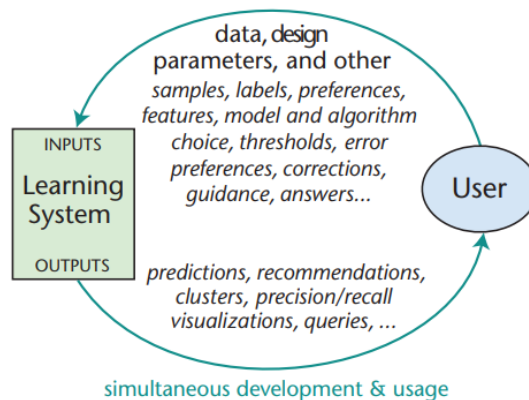 data, design
parameters, and other
samples, labels, preferences,
features, model and algorithm
choice, thresholds, error
preferences, corrections,
guidance, answers...
INPUTS
Learning
System
OUTPUTS
User
predictions, recommendations,
clusters, precision/recall
visualizations, queries, ...
simultaneous development & usage